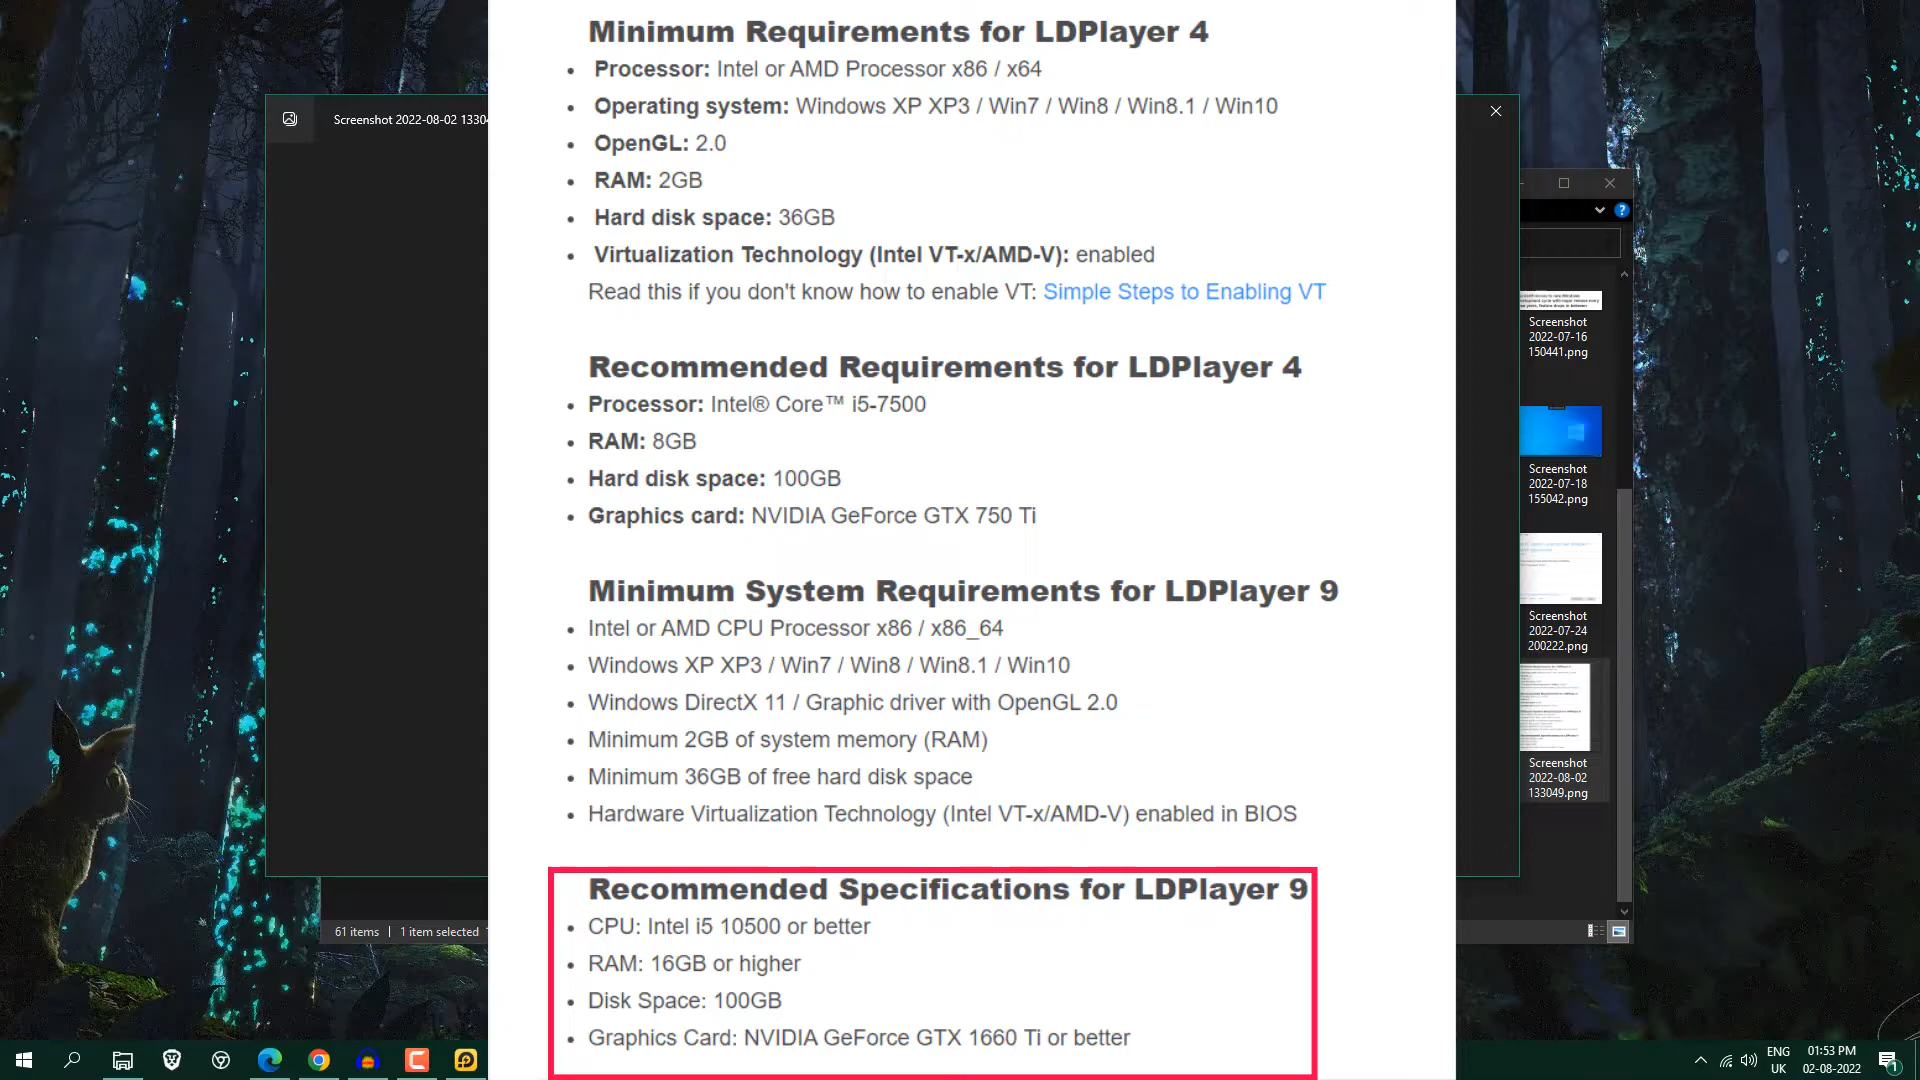 Minimum Requirements for LDPlayer 4
Processor: Intel or AMD Processor x86 / x64
Operating system: Windows XP XP3 / Win7 / Win8 / Win8.1 / Win10
OpenGL: 2.0
RAM: 2GB
Hard disk space: 36GB
Virtualization Technology (Intel VT-x/AMD-V): enabled
Read this if you don't know how to enable VT: Simple Steps to Enabling VT
Recommended Requirements for LDPlayer 4
Processor: Intel® Core™ i5-7500
RAM: 8GB
Hard disk space: 100GB
Graphics card: NVIDIA GeForce GTX 750 Ti
Minimum System Requirements for LDPlayer 9
Intel or AMD CPU Processor x86 / x86_64
Windows XP XP3 / Win7 / Win8 / Win8.1 / Win10
Windows DirectX 11 / Graphic driver with OpenGL 2.0
Minimum 2GB of system memory (RAM)
Minimum 36GB of free hard disk space
Hardware Virtualization Technology (Intel VT-x/AMD-V) enabled in BIOS
Recommended Specifications for LDPlayer 9
CPU: Intel i5 10500 or better
RAM: 16GB or higher
Disk Space: 100GB
Graphics Card: NVIDIA GeForce GTX 1660 Ti or better
Screenshot 2022-08-02 13304
61 items | 1 item selected
Screenshot
2022-07-16
150441.png
Screenshot
2022-07-18
155042.png
Screenshot
2022-07-24
200222.png
Screenshot
2022-08-02
133049.png
ENG
UK
01:53 PM
02-08-2022
1